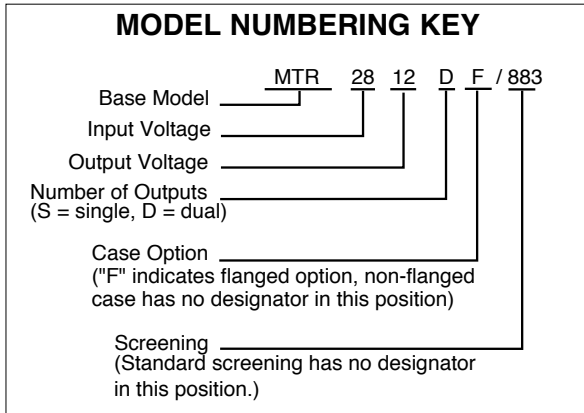 MODEL NUMBERING KEY
MTR 28 12 D F / 883
Base Model
Input Voltage
Output Voltage
Number of Outputs
(S = single, D = dual)
Case Option
("F" indicates flanged option, non-flanged
case has no designator in this position)
Screening
(Standard screening has no designator
in this position.)